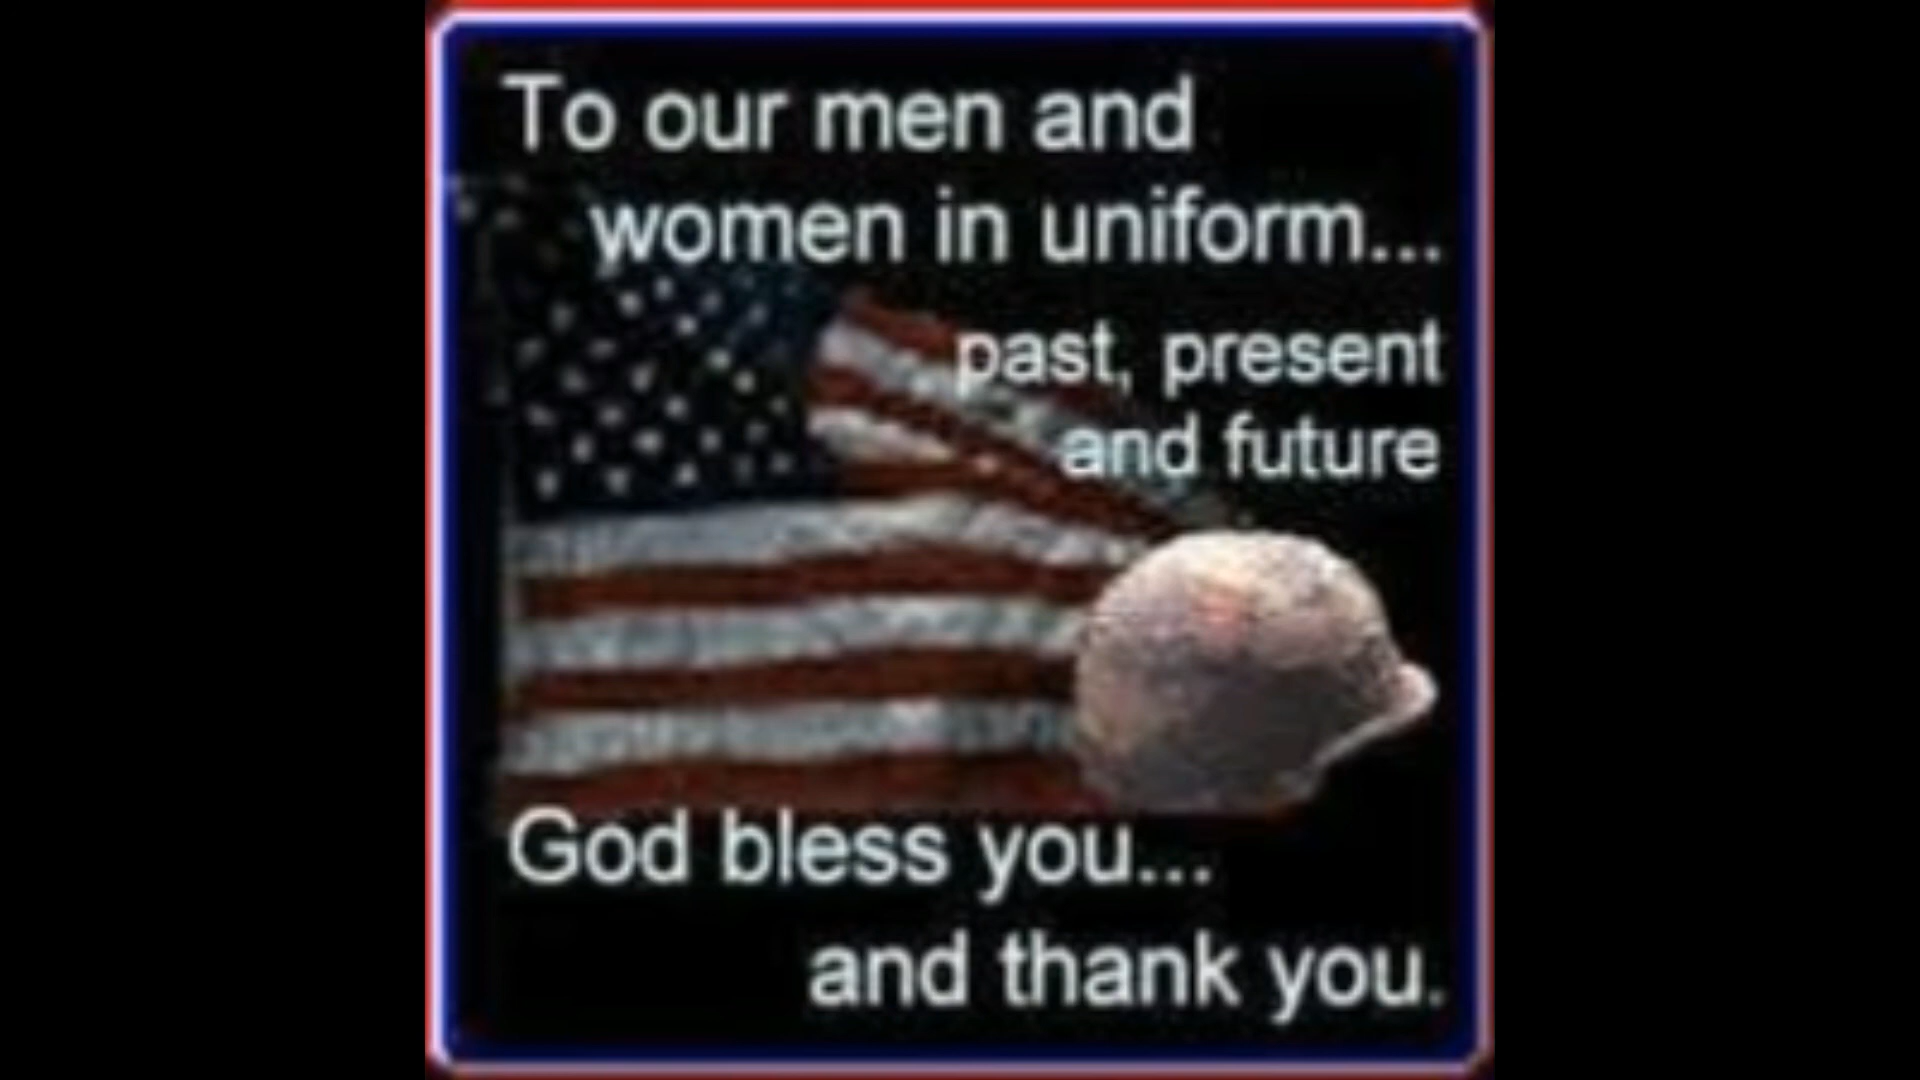 To our men and
women in uniform...
past, present
and future
God bless you...
and thank you.